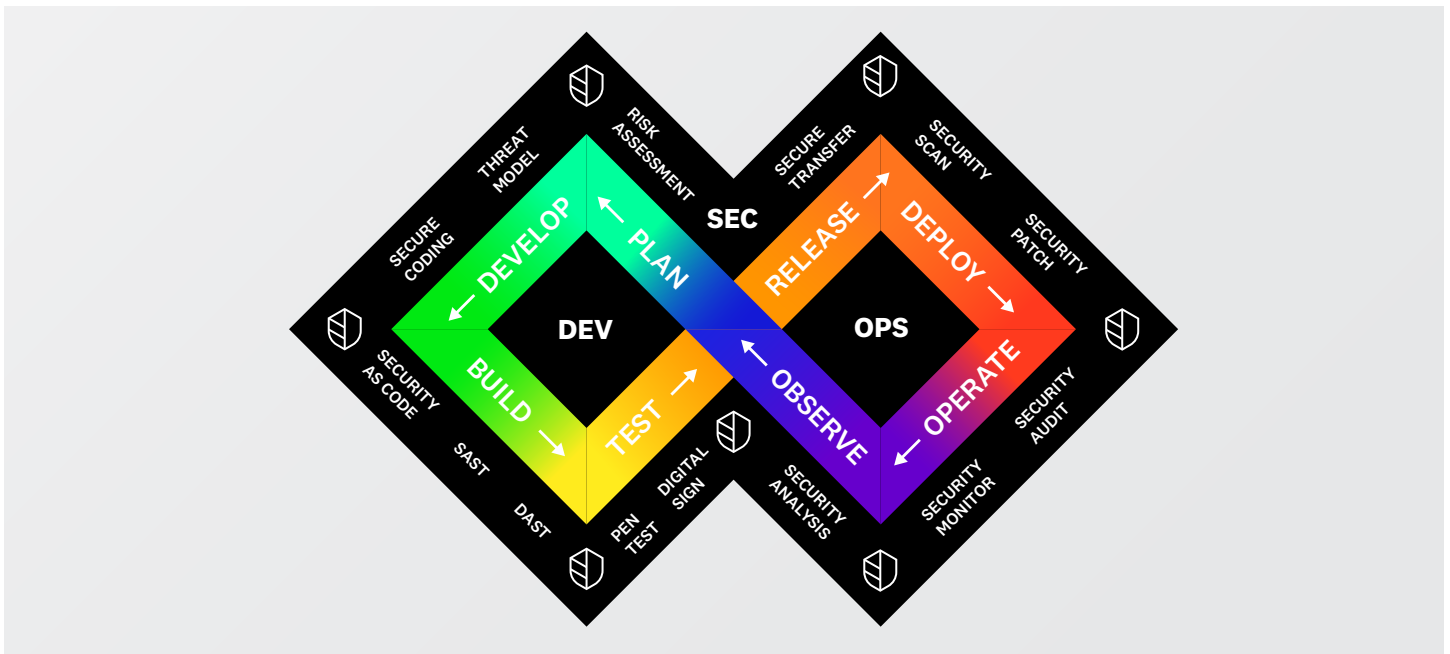 RISK
ASSESSMENT
THREAT
MODEL
SECURE
CODING
SECURITY
AS CODE
SAST
DAST
PEN
TEST
DIGITAL
SIGN
SECURE
TRANSFER
SECURITY
SCAN
SECURITY
PATCH
SECURITY
AUDIT
SECURITY
MONITOR
SECURITY
ANALYSIS
SEC
PLAN
DEVELOP
BUILD
TEST
RELEASE
DEPLOY
OPERATE
OBSERVE
DEV
OPS